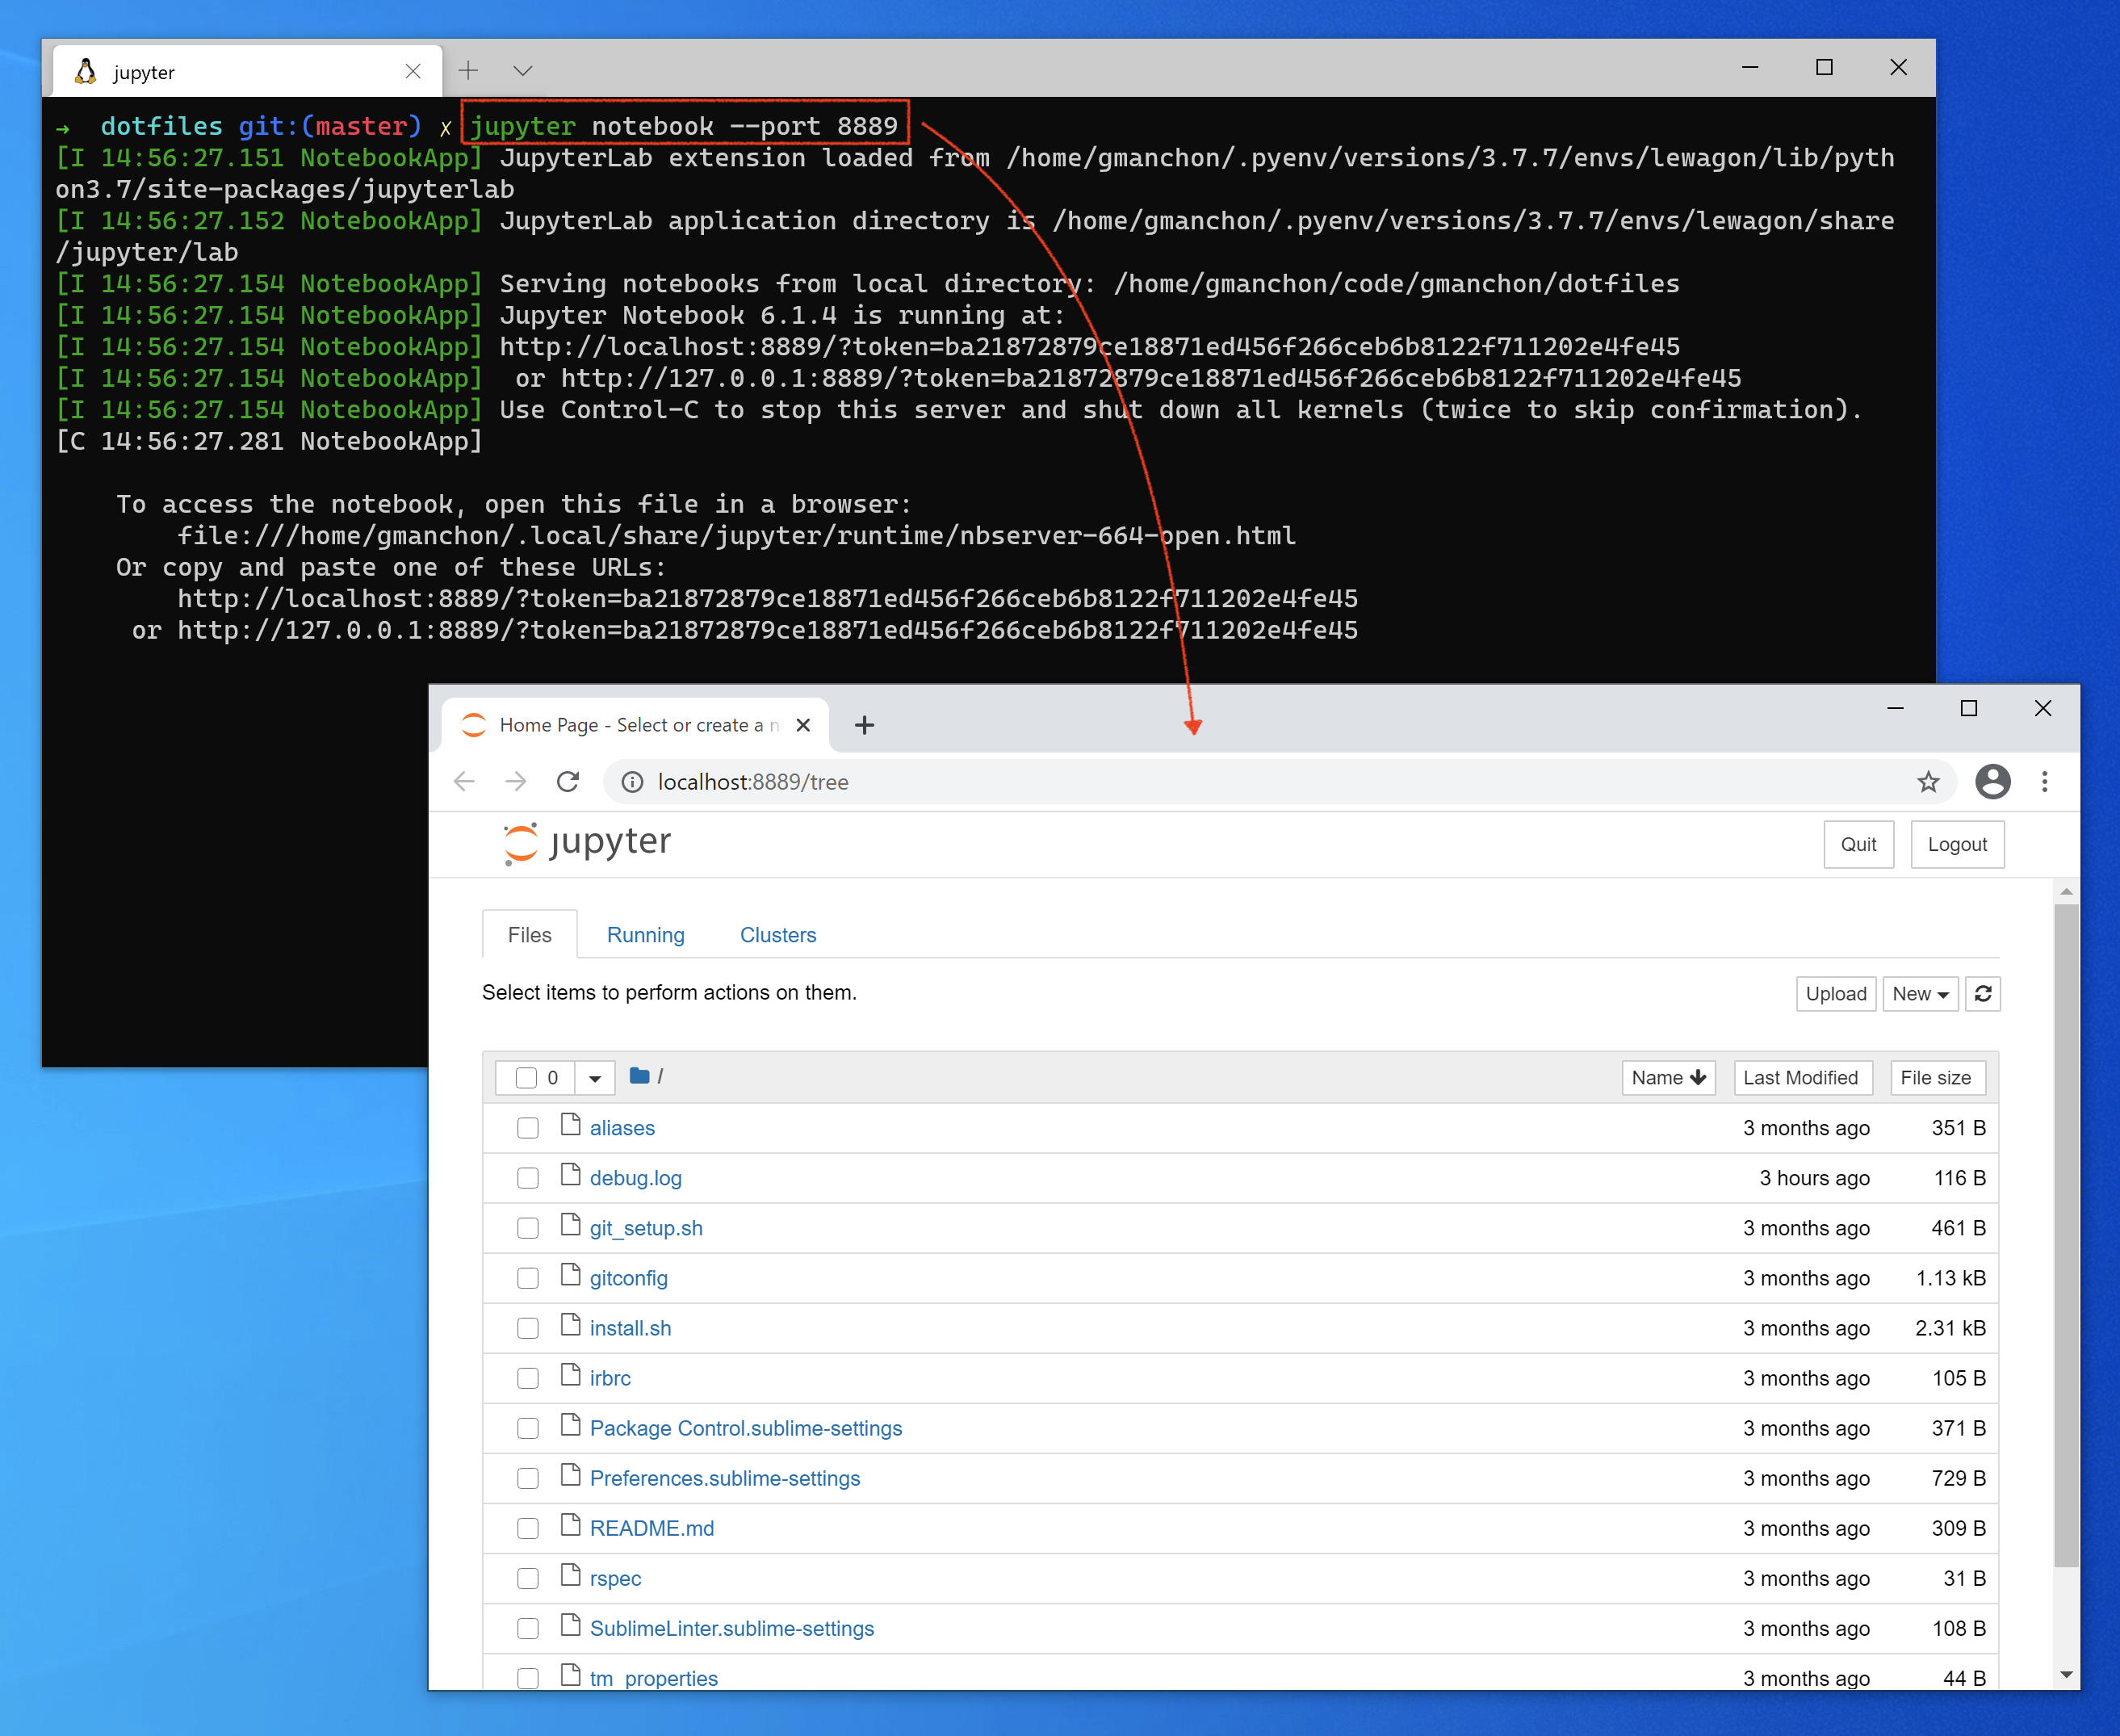 jupyter
→ dotfiles git:(master) ✗ jupyter notebook --port 8889
[I 14:56:27.151 NotebookApp] JupyterLab extension loaded from /home/gmanchon/.pyenv/versions/3.7.7/envs/lewagon/lib/pyth
on3.7/site-packages/jupyterlab
[I 14:56:27.152 NotebookApp] JupyterLab application directory is /home/gmanchon/.pyenv/versions/3.7.7/envs/lewagon/share
/jupyter/lab
[I 14:56:27.154 NotebookApp] Serving notebooks from local directory: /home/gmanchon/code/gmanchon/dotfiles
[I 14:56:27.154 NotebookApp] Jupyter Notebook 6.1.4 is running at:
[I 14:56:27.154 NotebookApp] http://localhost:8889/?token=ba21872879ce18871ed456f266ceb6b8122f711202e4fe45
[I 14:56:27.154 NotebookApp]  or http://127.0.0.1:8889/?token=ba21872879ce18871ed456f266ceb6b8122f711202e4fe45
[I 14:56:27.154 NotebookApp] Use Control-C to stop this server and shut down all kernels (twice to skip confirmation).
[C 14:56:27.281 NotebookApp]
To access the notebook, open this file in a browser:
file:///home/gmanchon/.local/share/jupyter/runtime/nbserver-664-open.html
Or copy and paste one of these URLs:
http://localhost:8889/?token=ba21872879ce18871ed456f266ceb6b8122f711202e4fe45
or http://127.0.0.1:8889/?token=ba21872879ce18871ed456f266ceb6b8122f711202e4fe45
Home Page - Select or create a n
localhost:8889/tree
jupyter Quit Logout
Files Running Clusters
Select items to perform actions on them. Upload New
0 / Name Last Modified File size
aliases 3 months ago 351 B
debug.log 3 hours ago 116 B
git_setup.sh 3 months ago 461 B
gitconfig 3 months ago 1.13 kB
install.sh 3 months ago 2.31 kB
irbrc 3 months ago 105 B
Package Control.sublime-settings 3 months ago 371 B
Preferences.sublime-settings 3 months ago 729 B
README.md 3 months ago 309 B
rspec 3 months ago 31 B
SublimeLinter.sublime-settings 3 months ago 108 B
tm_properties 3 months ago 44 B